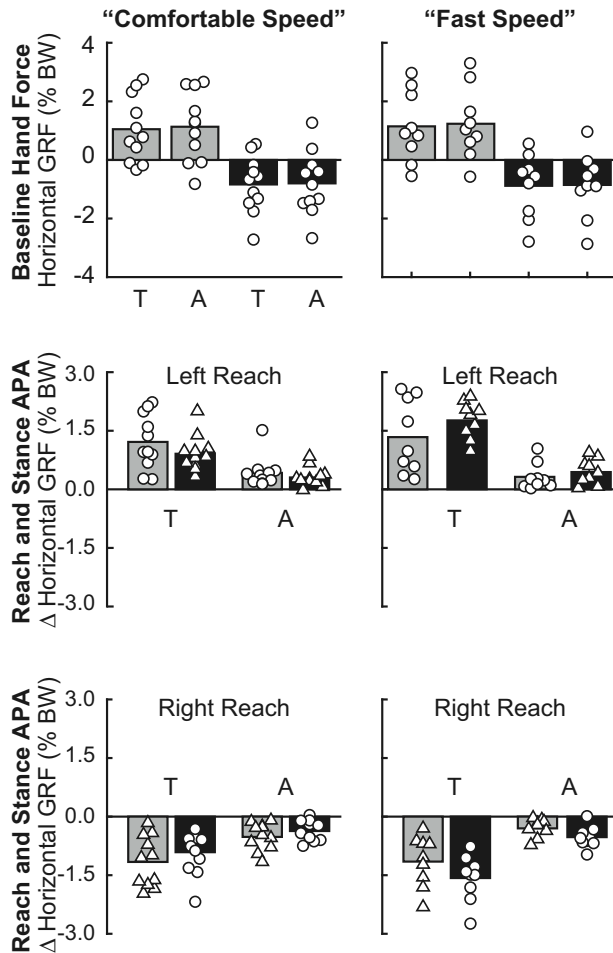 “Comfortable Speed” “Fast Speed”
Baseline Hand Force
Horizontal GRF (% BW)
4
2
0
-2
-4
T A T A
Reach and Stance APA
Δ Horizontal GRF (% BW)
3.0
1.5
0.0
-1.5
-3.0
Left Reach
T A
Left Reach
T A
Reach and Stance APA
Δ Horizontal GRF (% BW)
3.0
1.5
0.0
-1.5
-3.0
Right Reach
T A
Right Reach
T A